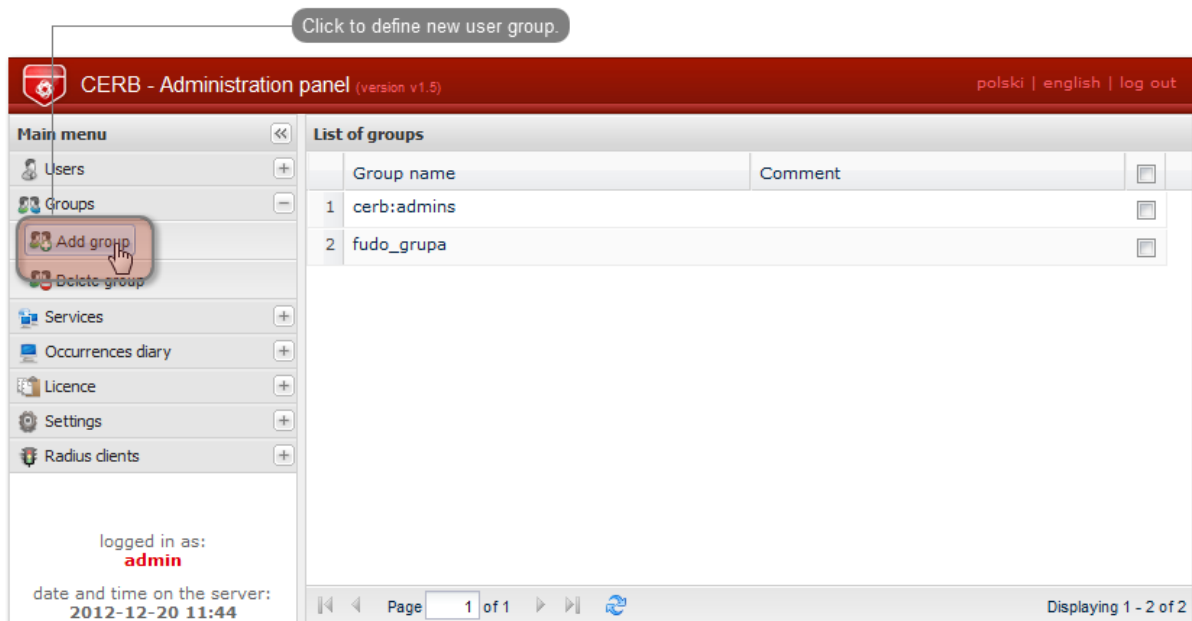 Click to define new user group.
CERB - Administration panel (version v1.5)
polski | english | log out
Main menu
List of groups
Users
Group name Comment
Groups
1 cerb:admins
Add group
2 fudo_grupa
Delete group
Services
Occurrences diary
Licence
Settings
Radius clients
logged in as:
admin
date and time on the server:
2012-12-20 11:44
Page 1 of 1
Displaying 1 - 2 of 2